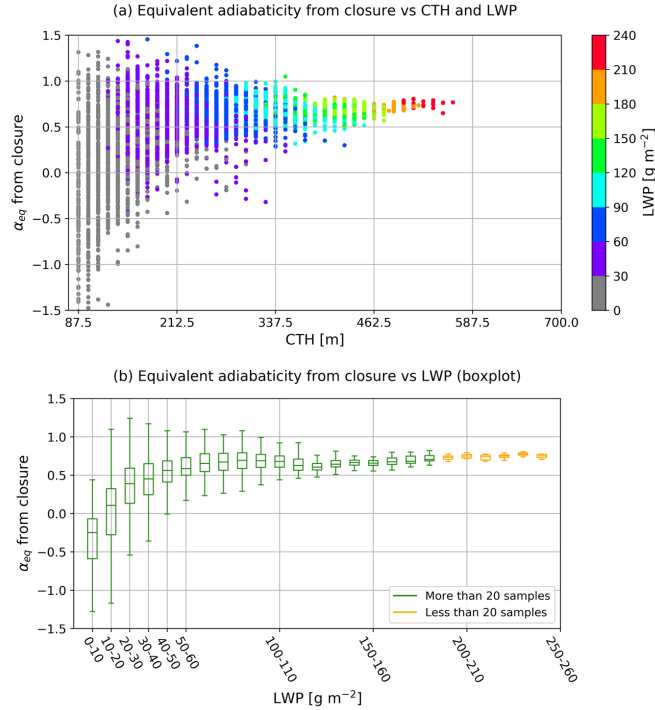 (a) Equivalent adiabaticity from closure vs CTH and LWP
1.5
1.0
0.5
0.0
−0.5
−1.0
−1.5
α_eq from closure
87.5 212.5 337.5 462.5 587.5 700.0
CTH [m]
240
210
180
150
120
90
60
30
0
LWP [g m⁻²]
(b) Equivalent adiabaticity from closure vs LWP (boxplot)
1.5
1.0
0.5
0.0
−0.5
−1.0
−1.5
α_eq from closure
More than 20 samples
Less than 20 samples
0-10 10-20 20-30 30-40 40-50 50-60 100-110 150-160 200-210 250-260
LWP [g m⁻²]